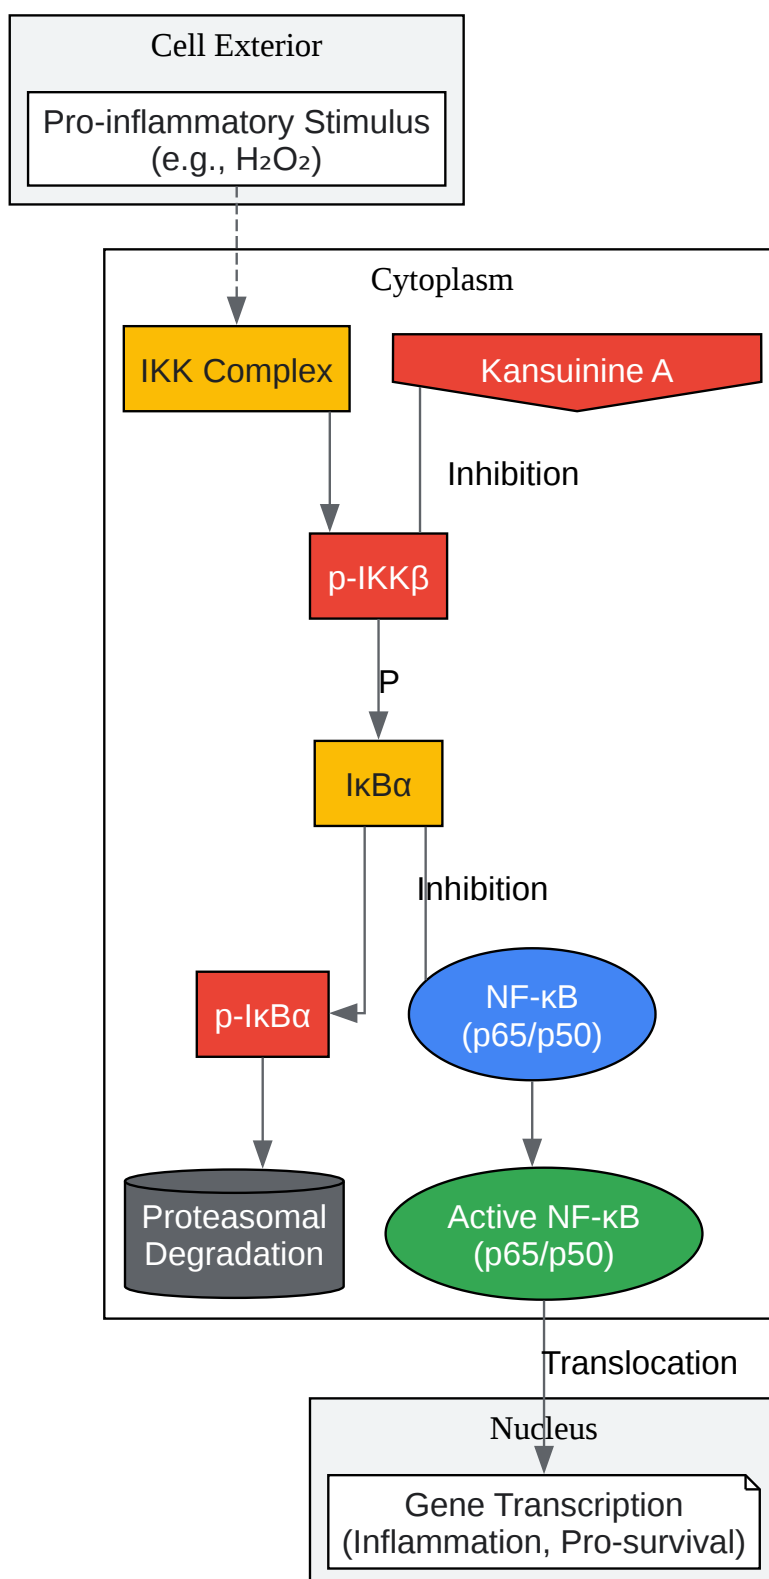 Cell Exterior
Pro-inflammatory Stimulus
(e.g., H₂O₂)
Cytoplasm
IKK Complex
Kansuinine A
Inhibition
p-IKKβ
P
IκBα
Inhibition
p-IκBα
NF-κB
(p65/p50)
Proteasomal
Degradation
Active NF-κB
(p65/p50)
Translocation
Nucleus
Gene Transcription
(Inflammation, Pro-survival)